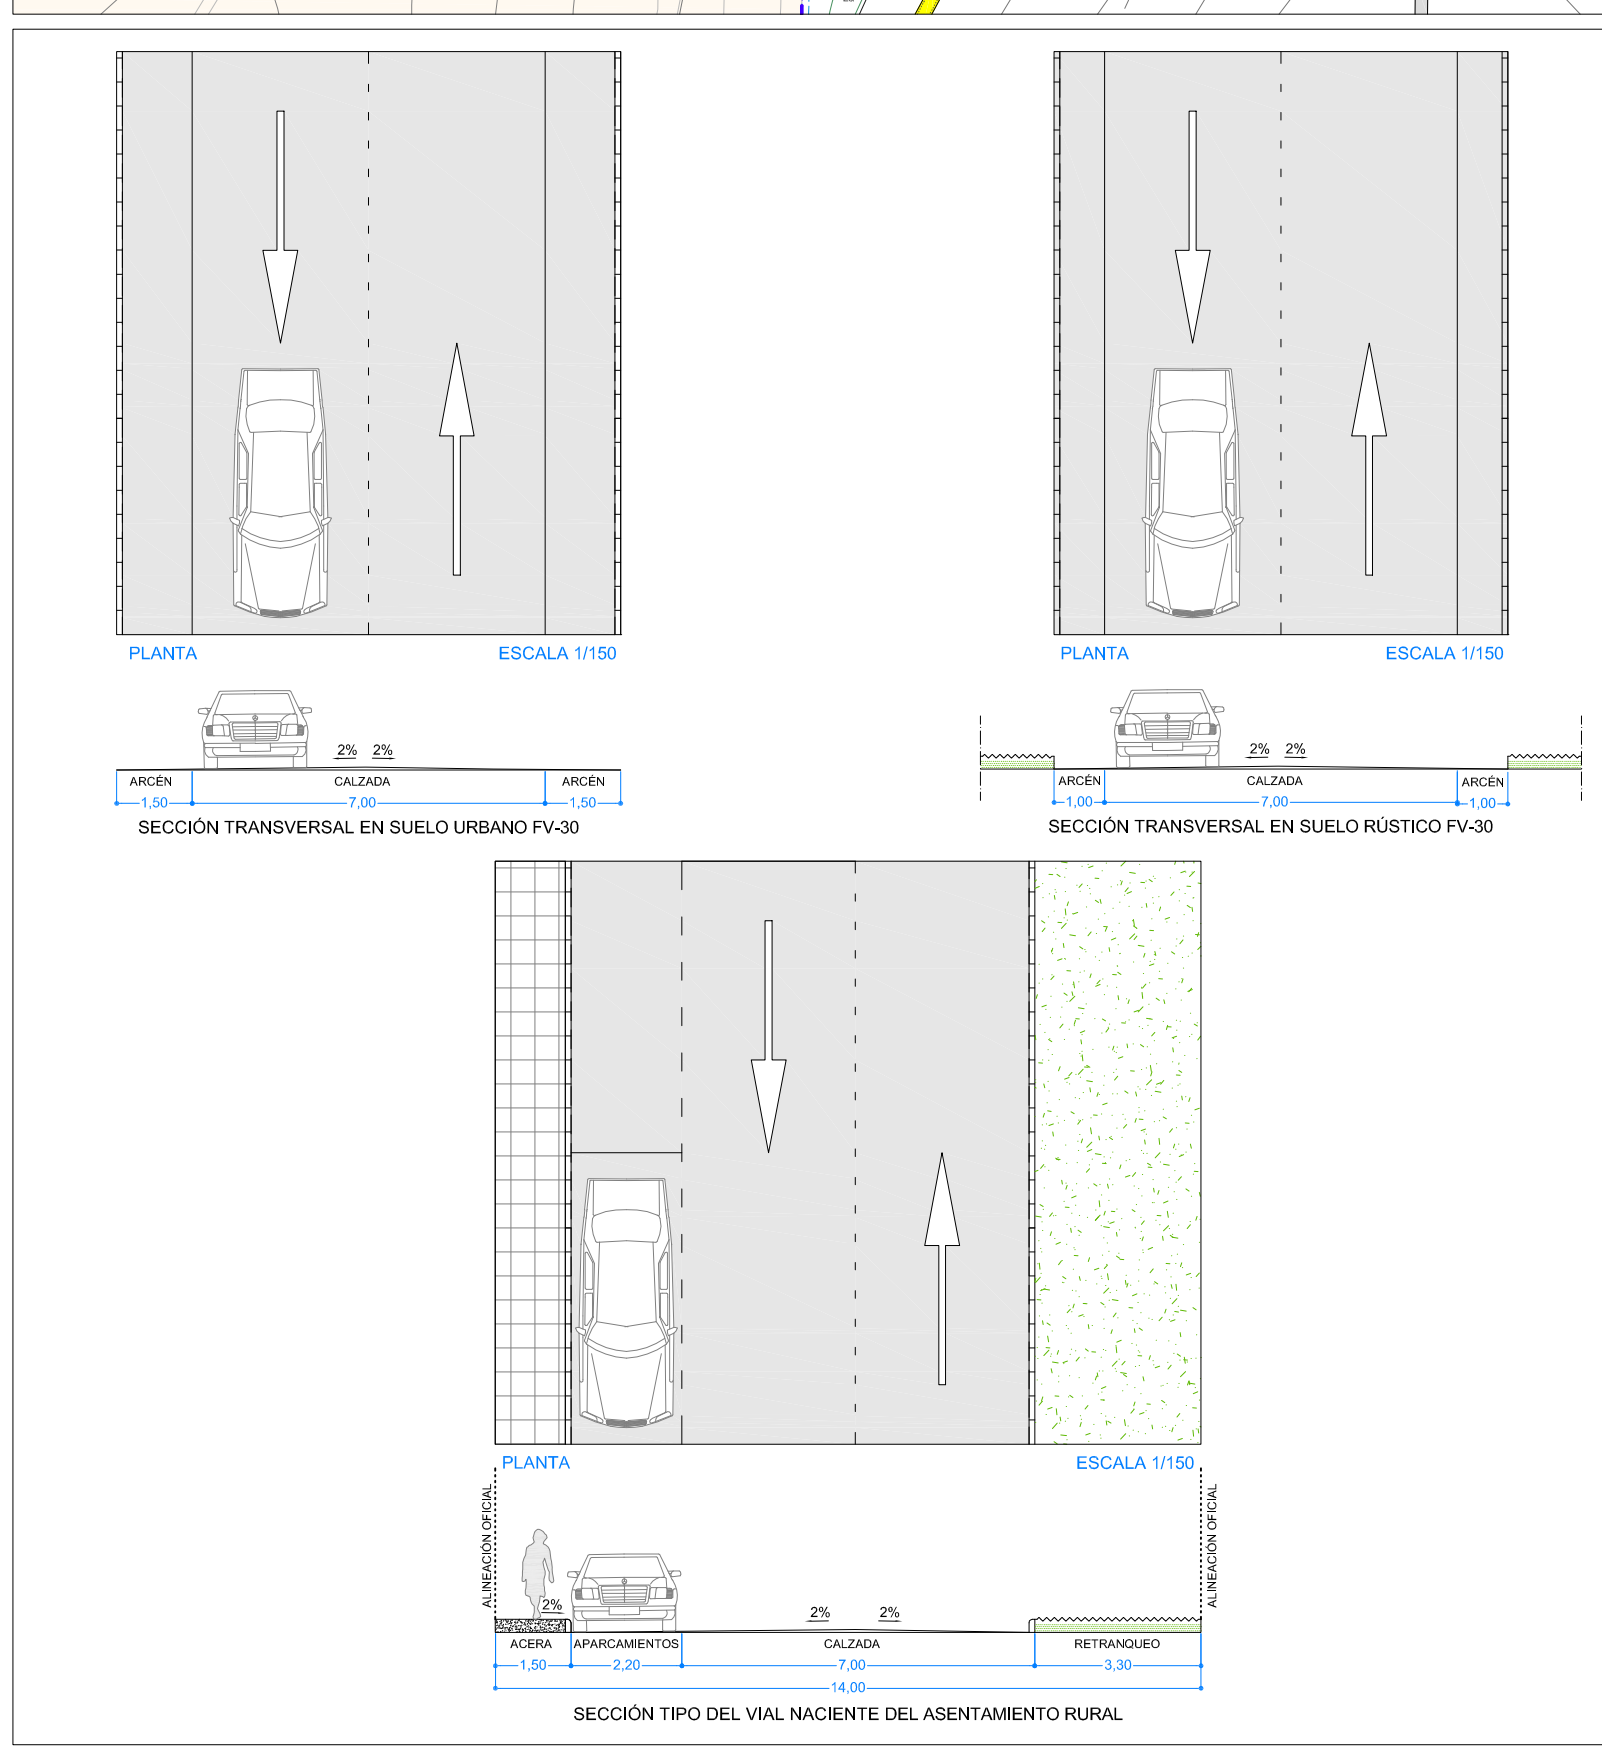 PLANTA ESCALA 1/150
2% 2%
ARCÉN CALZADA ARCÉN
1,50 7,00 1,50
SECCIÓN TRANSVERSAL EN SUELO URBANO FV-30
PLANTA ESCALA 1/150
2% 2%
ARCÉN CALZADA ARCÉN
1,00 7,00 1,00
SECCIÓN TRANSVERSAL EN SUELO RÚSTICO FV-30
PLANTA ESCALA 1/150
ALINEACIÓN OFICIAL
ALINEACIÓN OFICIAL
2% 2% 2%
ACERA APARCAMIENTOS CALZADA RETRANQUEO
1,50 2,20 7,00 3,30
14,00
SECCIÓN TIPO DEL VIAL NACIENTE DEL ASENTAMIENTO RURAL